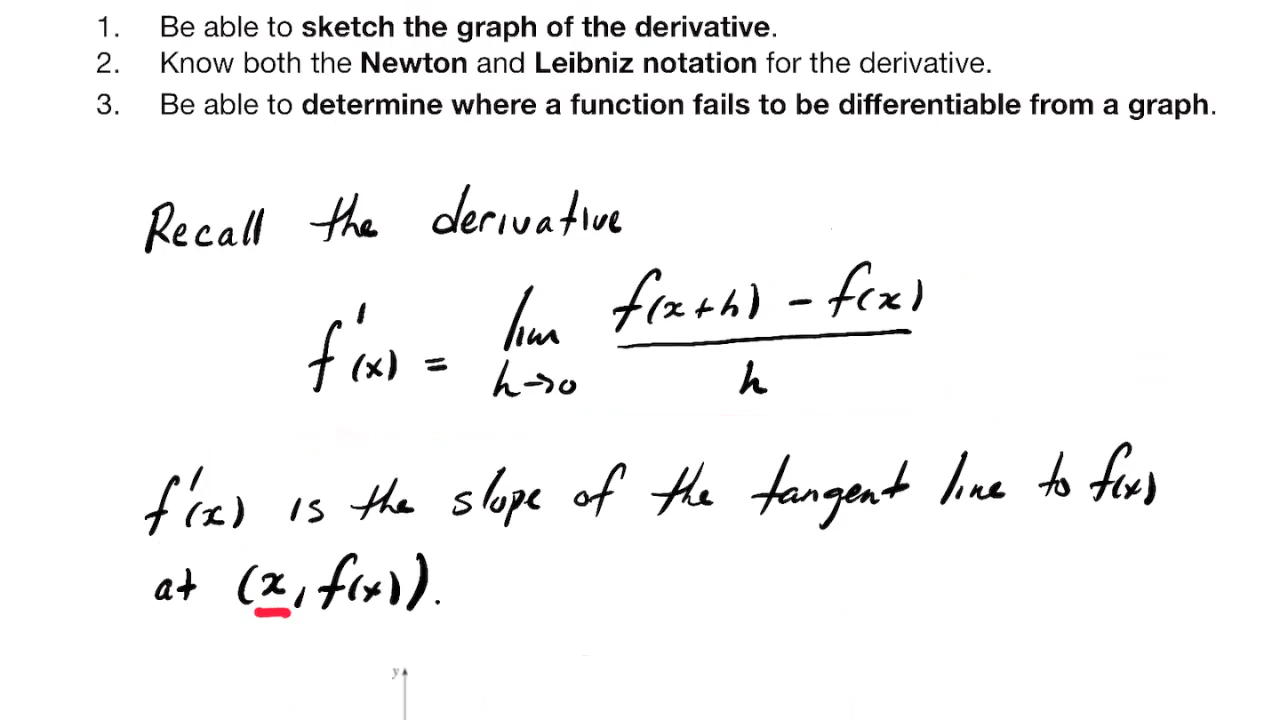 1. Be able to sketch the graph of the derivative.
2. Know both the Newton and Leibniz notation for the derivative.
3. Be able to determine where a function fails to be differentiable from a graph.
Recall the derivative
f'(x) = lim h→0 f(x+h) - f(x) / h
f'(x) is the slope of the tangent line to f(x)
at (x, f(x)).
y